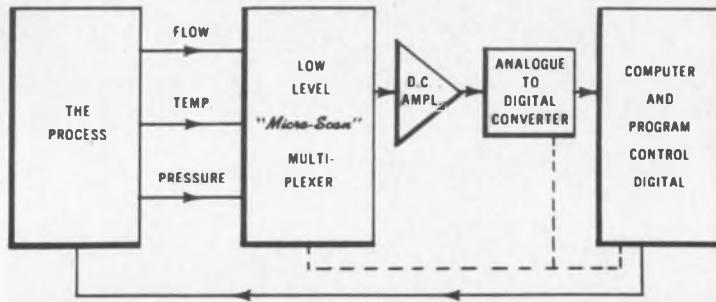 THE
PROCESS
FLOW
TEMP.
PRESSURE
LOW
LEVEL
"Micro-Scan"
MULTI-
PLEXER
D.C
AMPL.
ANALOGUE
TO
DIGITAL
CONVERTER
COMPUTER
AND
PROGRAM
CONTROL
DIGITAL